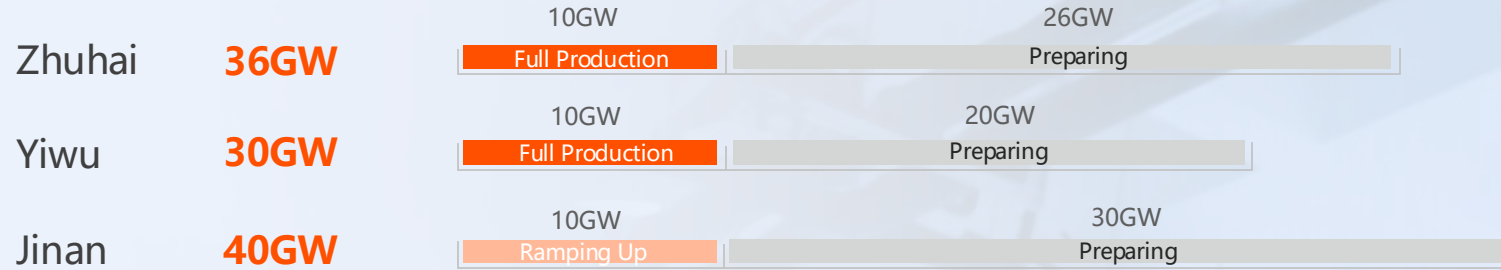 10GW 26GW
Zhuhai 36GW Full Production Preparing
10GW 20GW
Yiwu 30GW Full Production Preparing
10GW 30GW
Jinan 40GW Ramping Up Preparing